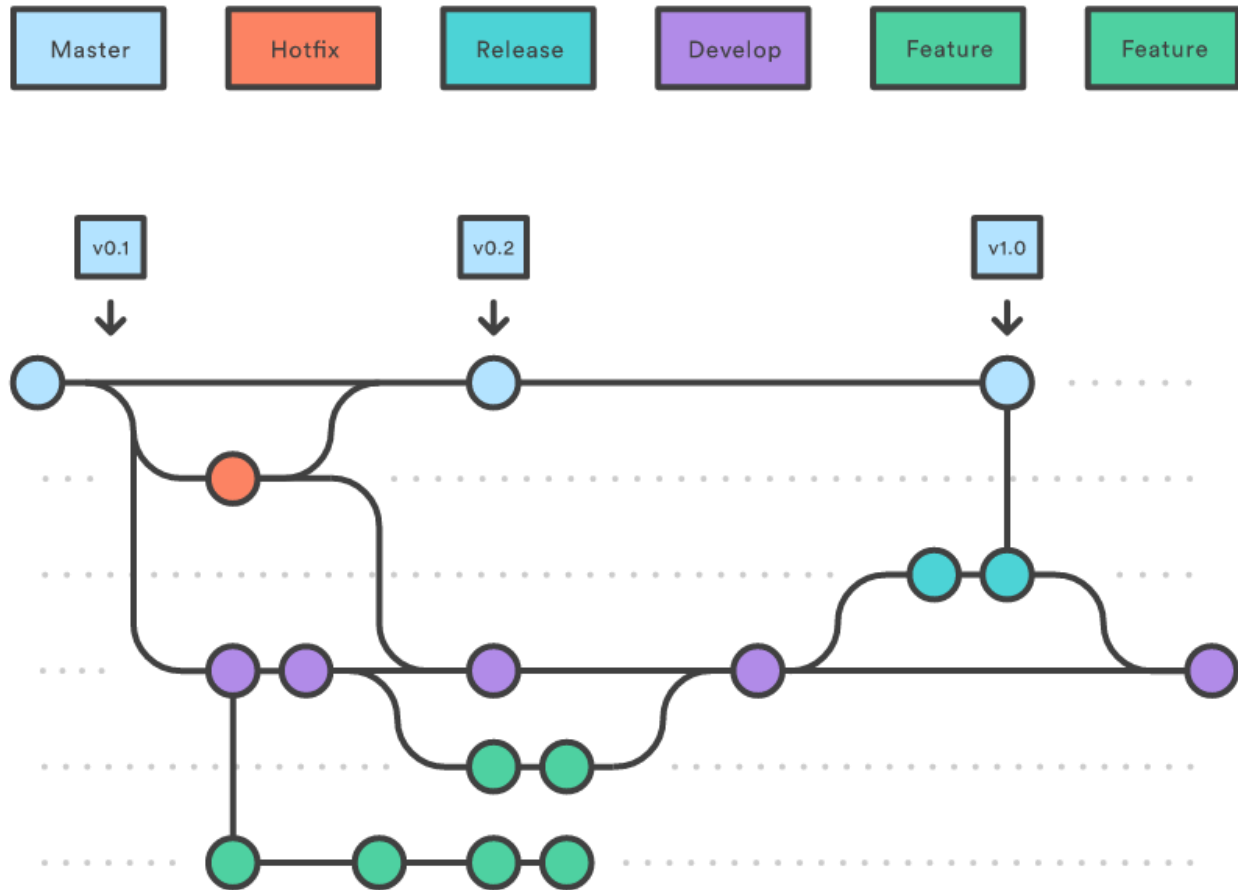 Master
Hotfix
Release
Develop
Feature
Feature
v0.1
v0.2
v1.0